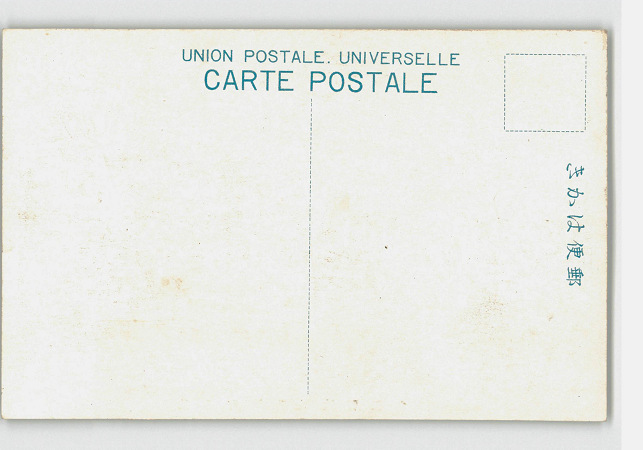 UNION POSTALE. UNIVERSELLE
CARTE POSTALE
郵便はかき